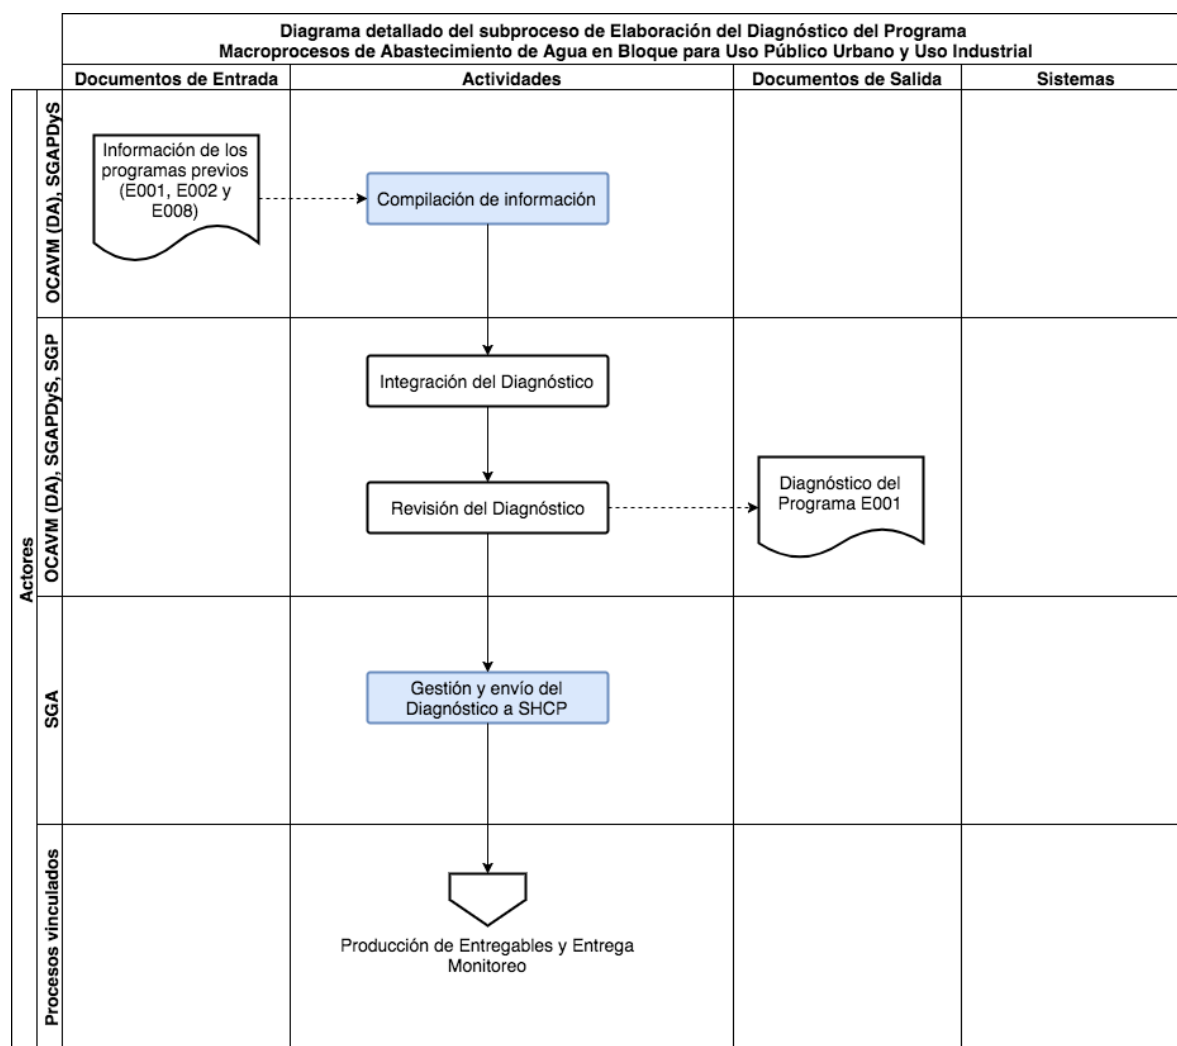 Diagrama detallado del subproceso de Elaboración del Diagnóstico del Programa
Macroprocesos de Abastecimiento de Agua en Bloque para Uso Público Urbano y Uso Industrial
Documentos de Entrada
Actividades
Documentos de Salida
Sistemas
Actores
OCAVM (DA), SGAPDyS
Información de los
programas previos
(E001, E002 y
E008)
Compilación de información
OCAVM (DA), SGAPDyS, SGP
Integración del Diagnóstico
Revisión del Diagnóstico
Diagnóstico del
Programa E001
SGA
Gestión y envío del
Diagnóstico a SHCP
Procesos vinculados
Producción de Entregables y Entrega
Monitoreo